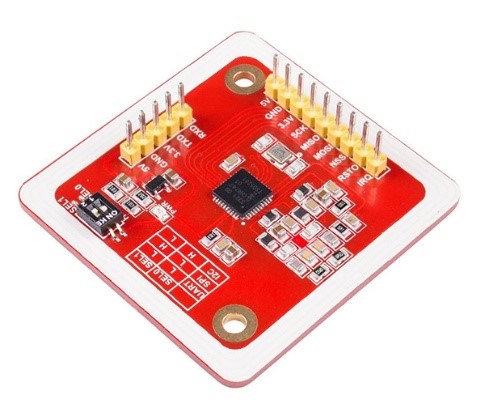 5V
GND
3.3V
SCK
MISO
MOSI
NSS
RSTO
IRQ
RXD
TXD
3.3V
GND
5V
SEL1
SEL0
ON
PWR
SEL0 SEL1
UART L L
SPI L H
I2C H L